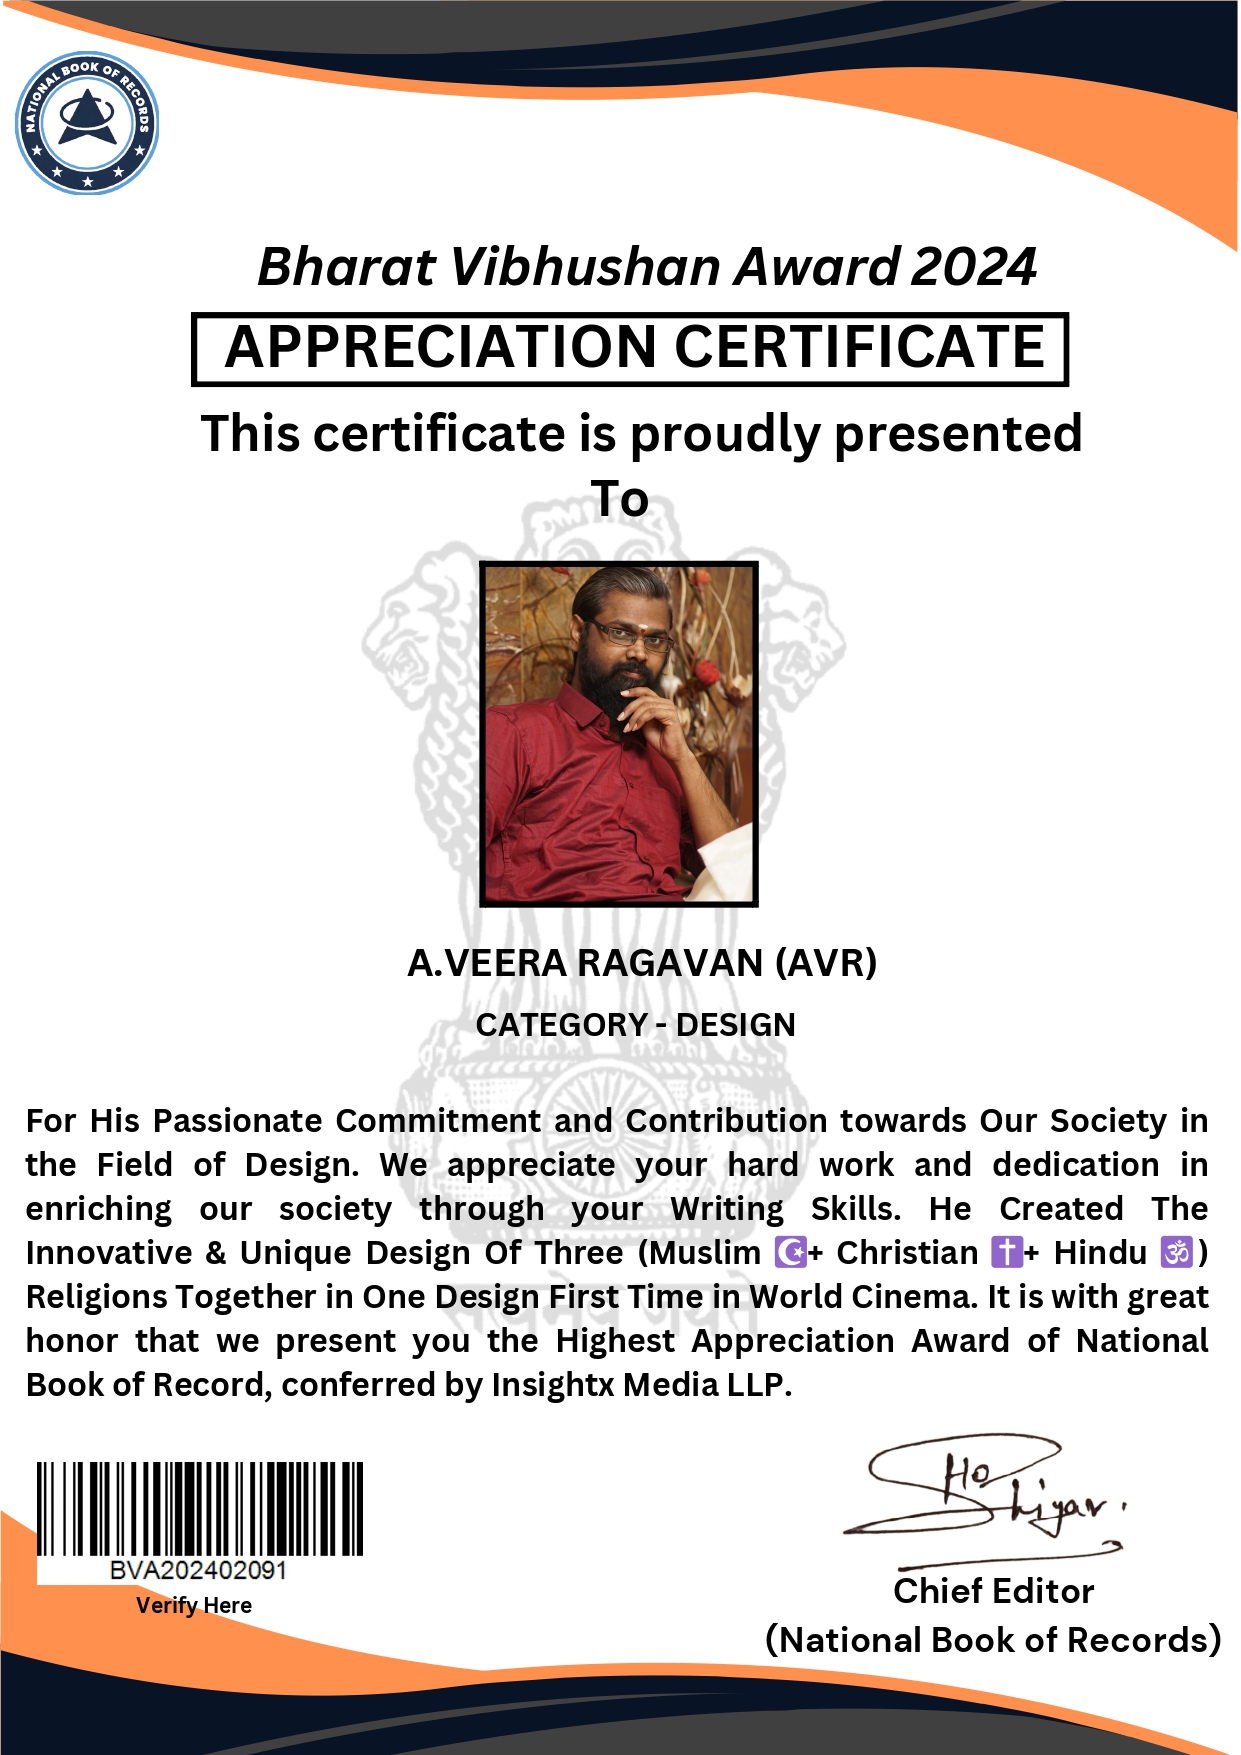 NATIONAL BOOK OF RECORDS
Bharat Vibhushan Award 2024
APPRECIATION CERTIFICATE
This certificate is proudly presented
To
A.VEERA RAGAVAN (AVR)
CATEGORY - DESIGN
For His Passionate Commitment and Contribution towards Our Society in
the Field of Design. We appreciate your hard work and dedication in
enriching our society through your Writing Skills. He Created The
Innovative & Unique Design Of Three (Muslim ☪️+ Christian ✝️+ Hindu 🕉️)
Religions Together in One Design First Time in World Cinema. It is with great
honor that we present you the Highest Appreciation Award of National
Book of Record, conferred by Insightx Media LLP.
सत्यमेव जयते
BVA202402091
Verify Here
Chief Editor
(National Book of Records)